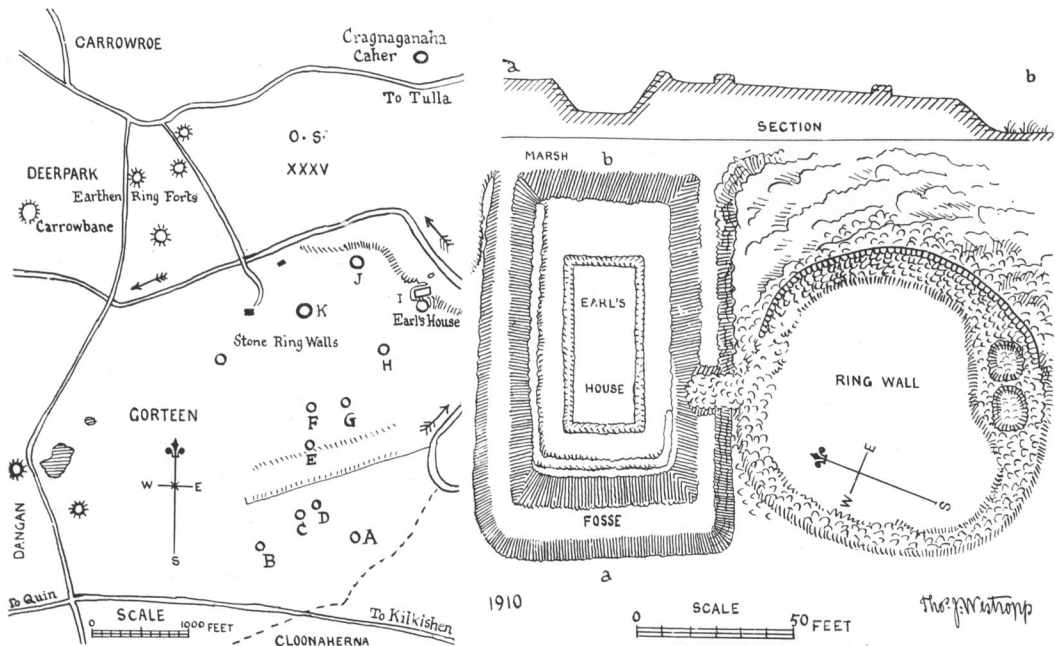 CARROWROE
Cragnaganaha
Caher
To Tulla
O. S.
XXXV
DEERPARK
Earthen Ring Forts
Carrowbane
J
I
Earl's House
K
Stone Ring Walls
H
GORTEEN
F
G
E
W
E
S
D
C
A
B
DANGAN
To Quin
SCALE
0
1000 FEET
To Kilkishen
CLOONAHERNA
a
b
SECTION
MARSH
b
EARL'S
HOUSE
RING WALL
E
W
S
FOSSE
a
1910
SCALE
0
50 FEET
Thos. J. Westropp